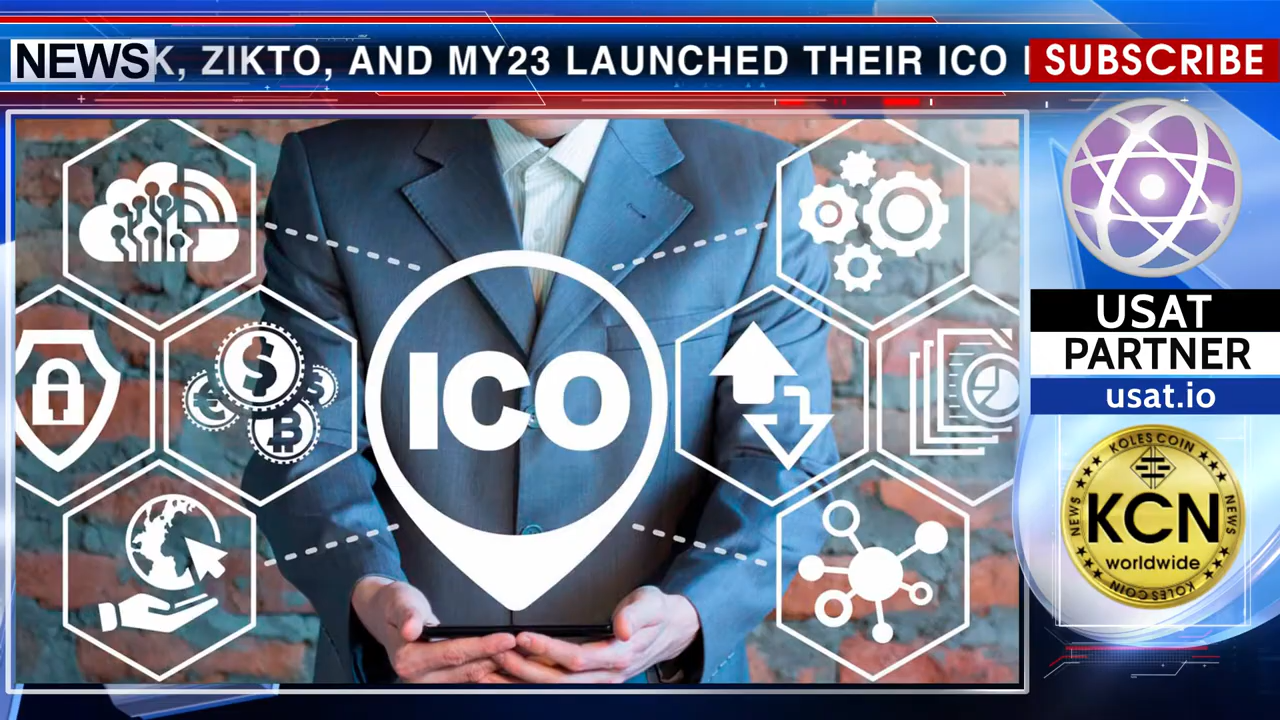 NEWS
, ZIKTO, AND MY23 LAUNCHED THEIR ICO
SUBSCRIBE
ICO
USAT
PARTNER
usat.io
KOLES COIN
NEWS
KCN
NEWS
worldwide
KOLES COIN